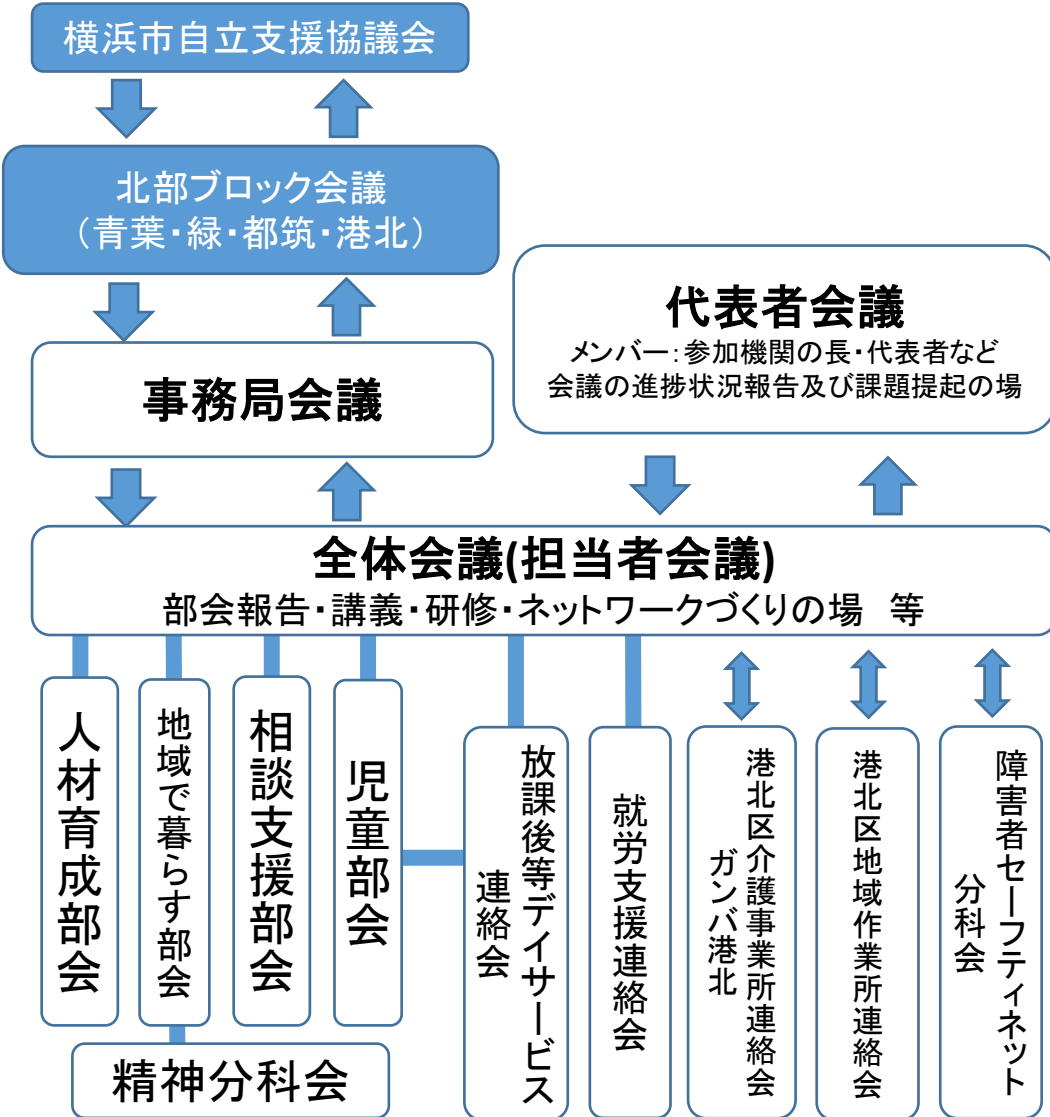 横浜市自立支援協議会
北部ブロック会議
（青葉・緑・都筑・港北）
代表者会議
メンバー：参加機関の長・代表者など
会議の進捗状況報告及び課題提起の場
事務局会議
全体会議(担当者会議)
部会報告・講義・研修・ネットワークづくりの場　等
人材育成部会
地域で暮らす部会
相談支援部会
児童部会
放課後等デイサービス
連絡会
就労支援連絡会
港北区介護事業所連絡会
ガンバ港北
港北区地域作業所連絡会
障害者セーフティネット
分科会
精神分科会